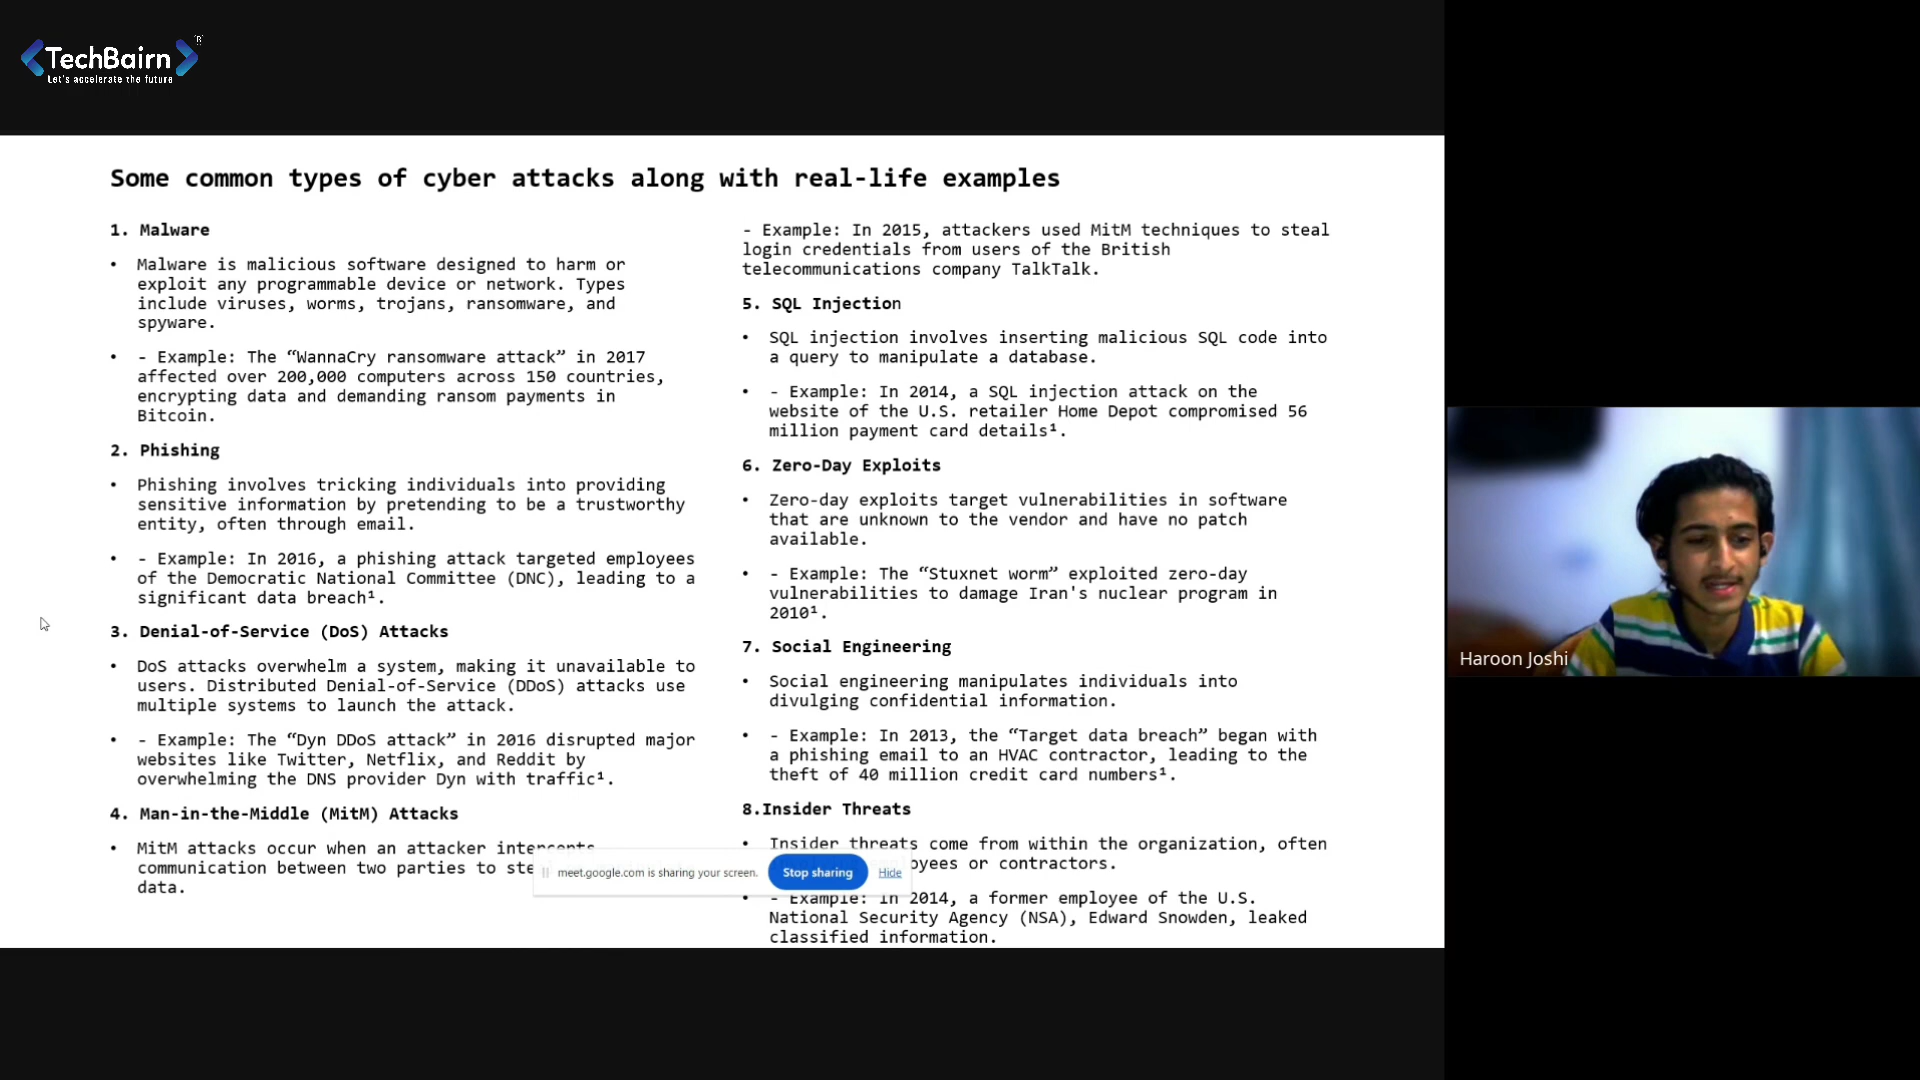 TechBairn
Let's accelerate the future
Some common types of cyber attacks along with real-life examples
1. Malware
• Malware is malicious software designed to harm or
exploit any programmable device or network. Types
include viruses, worms, trojans, ransomware, and
spyware.
• - Example: The “WannaCry ransomware attack” in 2017
affected over 200,000 computers across 150 countries,
encrypting data and demanding ransom payments in
Bitcoin.
2. Phishing
• Phishing involves tricking individuals into providing
sensitive information by pretending to be a trustworthy
entity, often through email.
• - Example: In 2016, a phishing attack targeted employees
of the Democratic National Committee (DNC), leading to a
significant data breach¹.
3. Denial-of-Service (DoS) Attacks
• DoS attacks overwhelm a system, making it unavailable to
users. Distributed Denial-of-Service (DDoS) attacks use
multiple systems to launch the attack.
• - Example: The “Dyn DDoS attack” in 2016 disrupted major
websites like Twitter, Netflix, and Reddit by
overwhelming the DNS provider Dyn with traffic¹.
4. Man-in-the-Middle (MitM) Attacks
• MitM attacks occur when an attacker intercepts
communication between two parties to
data.
- Example: In 2015, attackers used MitM techniques to steal
login credentials from users of the British
telecommunications company TalkTalk.
5. SQL Injection
• SQL injection involves inserting malicious SQL code into
a query to manipulate a database.
• - Example: In 2014, a SQL injection attack on the
website of the U.S. retailer Home Depot compromised 56
million payment card details¹.
6. Zero-Day Exploits
• Zero-day exploits target vulnerabilities in software
that are unknown to the vendor and have no patch
available.
• - Example: The “Stuxnet worm” exploited zero-day
vulnerabilities to damage Iran's nuclear program in
2010¹.
7. Social Engineering
• Social engineering manipulates individuals into
divulging confidential information.
• - Example: In 2013, the “Target data breach” began with
a phishing email to an HVAC contractor, leading to the
theft of 40 million credit card numbers¹.
8.Insider Threats
• Insider threats come from within the organization, often
or contractors.
• - Example: In 2014, a former employee of the U.S.
National Security Agency (NSA), Edward Snowden, leaked
classified information.
meet.google.com is sharing your screen.
Stop sharing
Hide
Haroon Joshi